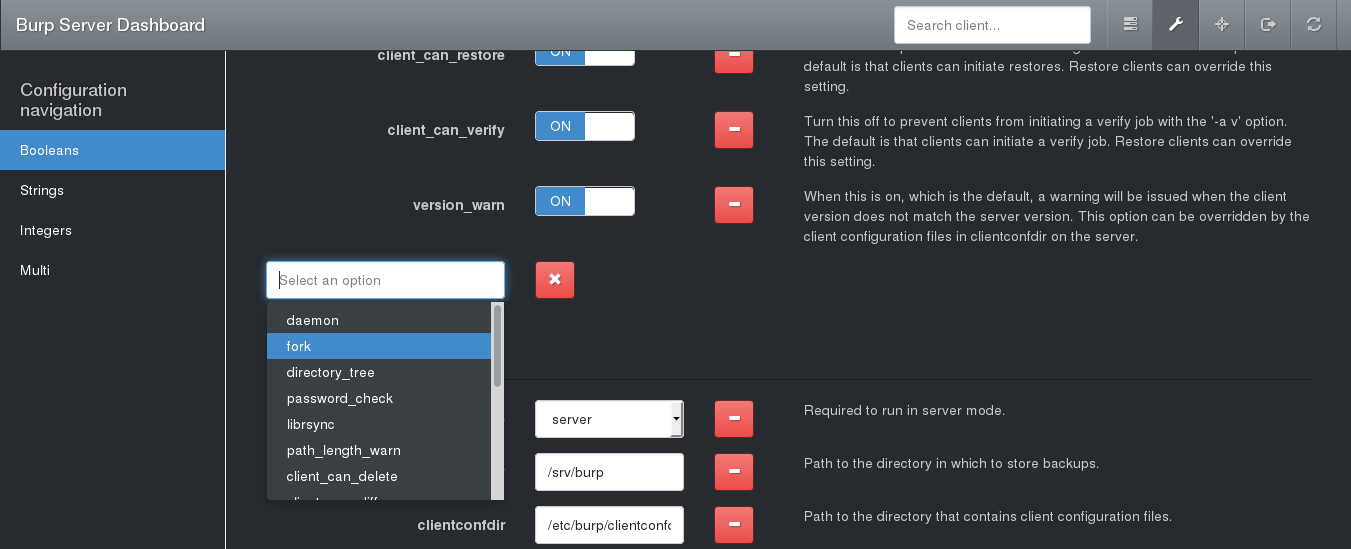 Burp Server Dashboard
Search client...
Configuration
navigation
Booleans
Strings
Integers
Multi
client_can_restore
ON
default is that clients can initiate restores. Restore clients can override this
setting.
client_can_verify
ON
Turn this off to prevent clients from initiating a verify job with the '-a v' option.
The default is that clients can initiate a verify job. Restore clients can override
this setting.
version_warn
ON
When this is on, which is the default, a warning will be issued when the client
version does not match the server version. This option can be overridden by the
client configuration files in clientconfdir on the server.
Select an option
daemon
fork
directory_tree
password_check
librsync
path_length_warn
client_can_delete
server
Required to run in server mode.
/srv/burp
Path to the directory in which to store backups.
clientconfdir
/etc/burp/clientconfd
Path to the directory that contains client configuration files.